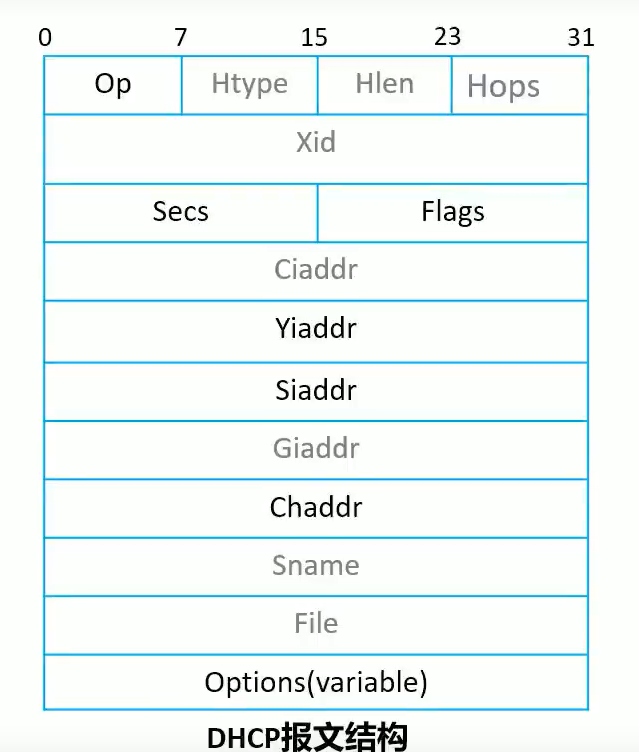 0 7 15 23 31
Op Htype Hlen Hops
Xid
Secs Flags
Ciaddr
Yiaddr
Siaddr
Giaddr
Chaddr
Sname
File
Options(variable)
DHCP报文结构